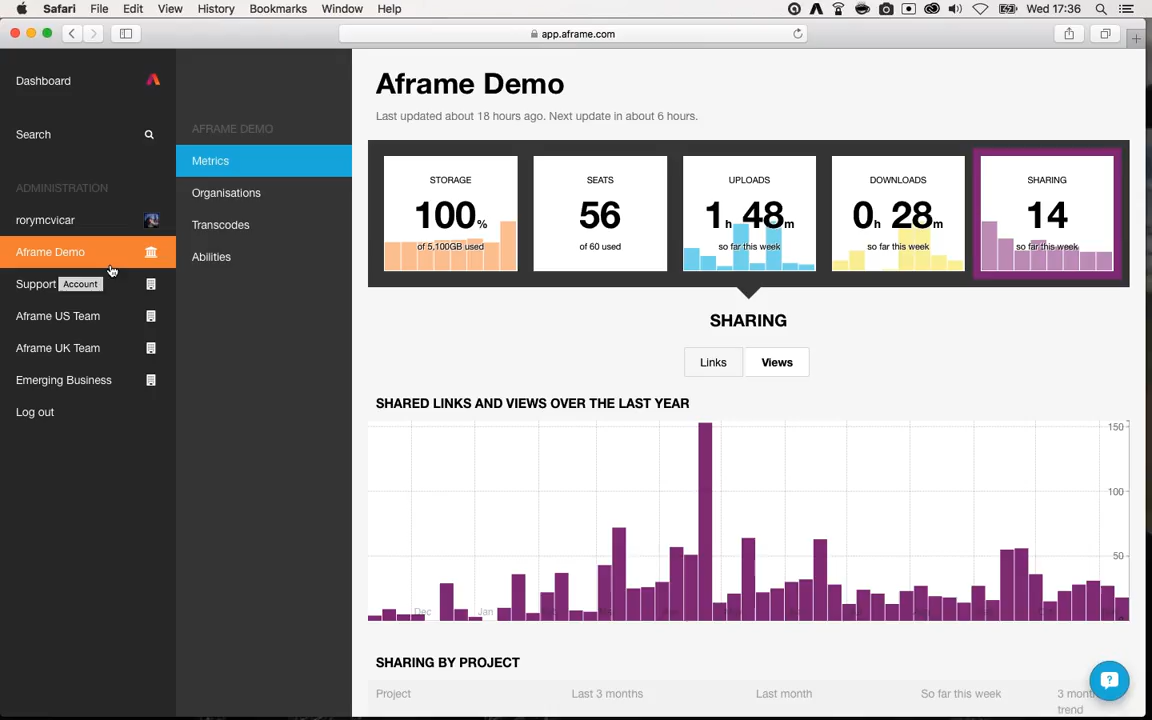 Safari File Edit View History Bookmarks Window Help Wed 17:36
app.aframe.com
Dashboard
Search
ADMINISTRATION
rorymcvicar
Aframe Demo
Support Account
Aframe US Team
Aframe UK Team
Emerging Business
Log out
AFRAME DEMO
Metrics
Organisations
Transcodes
Abilities
Aframe Demo
Last updated about 18 hours ago. Next update in about 6 hours.
STORAGE
100%
of 5,100GB used
SEATS
56
of 60 used
UPLOADS
1h 48m
so far this week
DOWNLOADS
0h 28m
so far this week
SHARING
14
so far this week
SHARING
Links Views
SHARED LINKS AND VIEWS OVER THE LAST YEAR
150
100
50
Dec Jan
SHARING BY PROJECT
Project Last 3 months Last month So far this week 3 month
trend